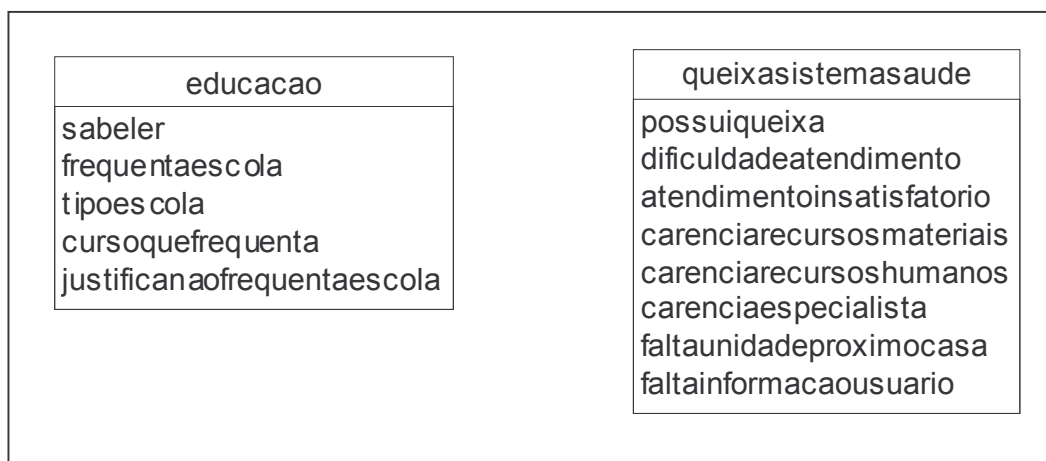 educacao
sabeler
frequentaescola
tipoescola
cursoquefrequenta
justificanaofrequentaescola
queixasistemasaude
possuiqueixa
dificuldadeatendimento
atendimentoinsatisfatorio
carenciarecursosmateriais
carenciarecursoshumanos
carenciaespecialista
faltaunidadeproximocasa
faltainformacaousuario